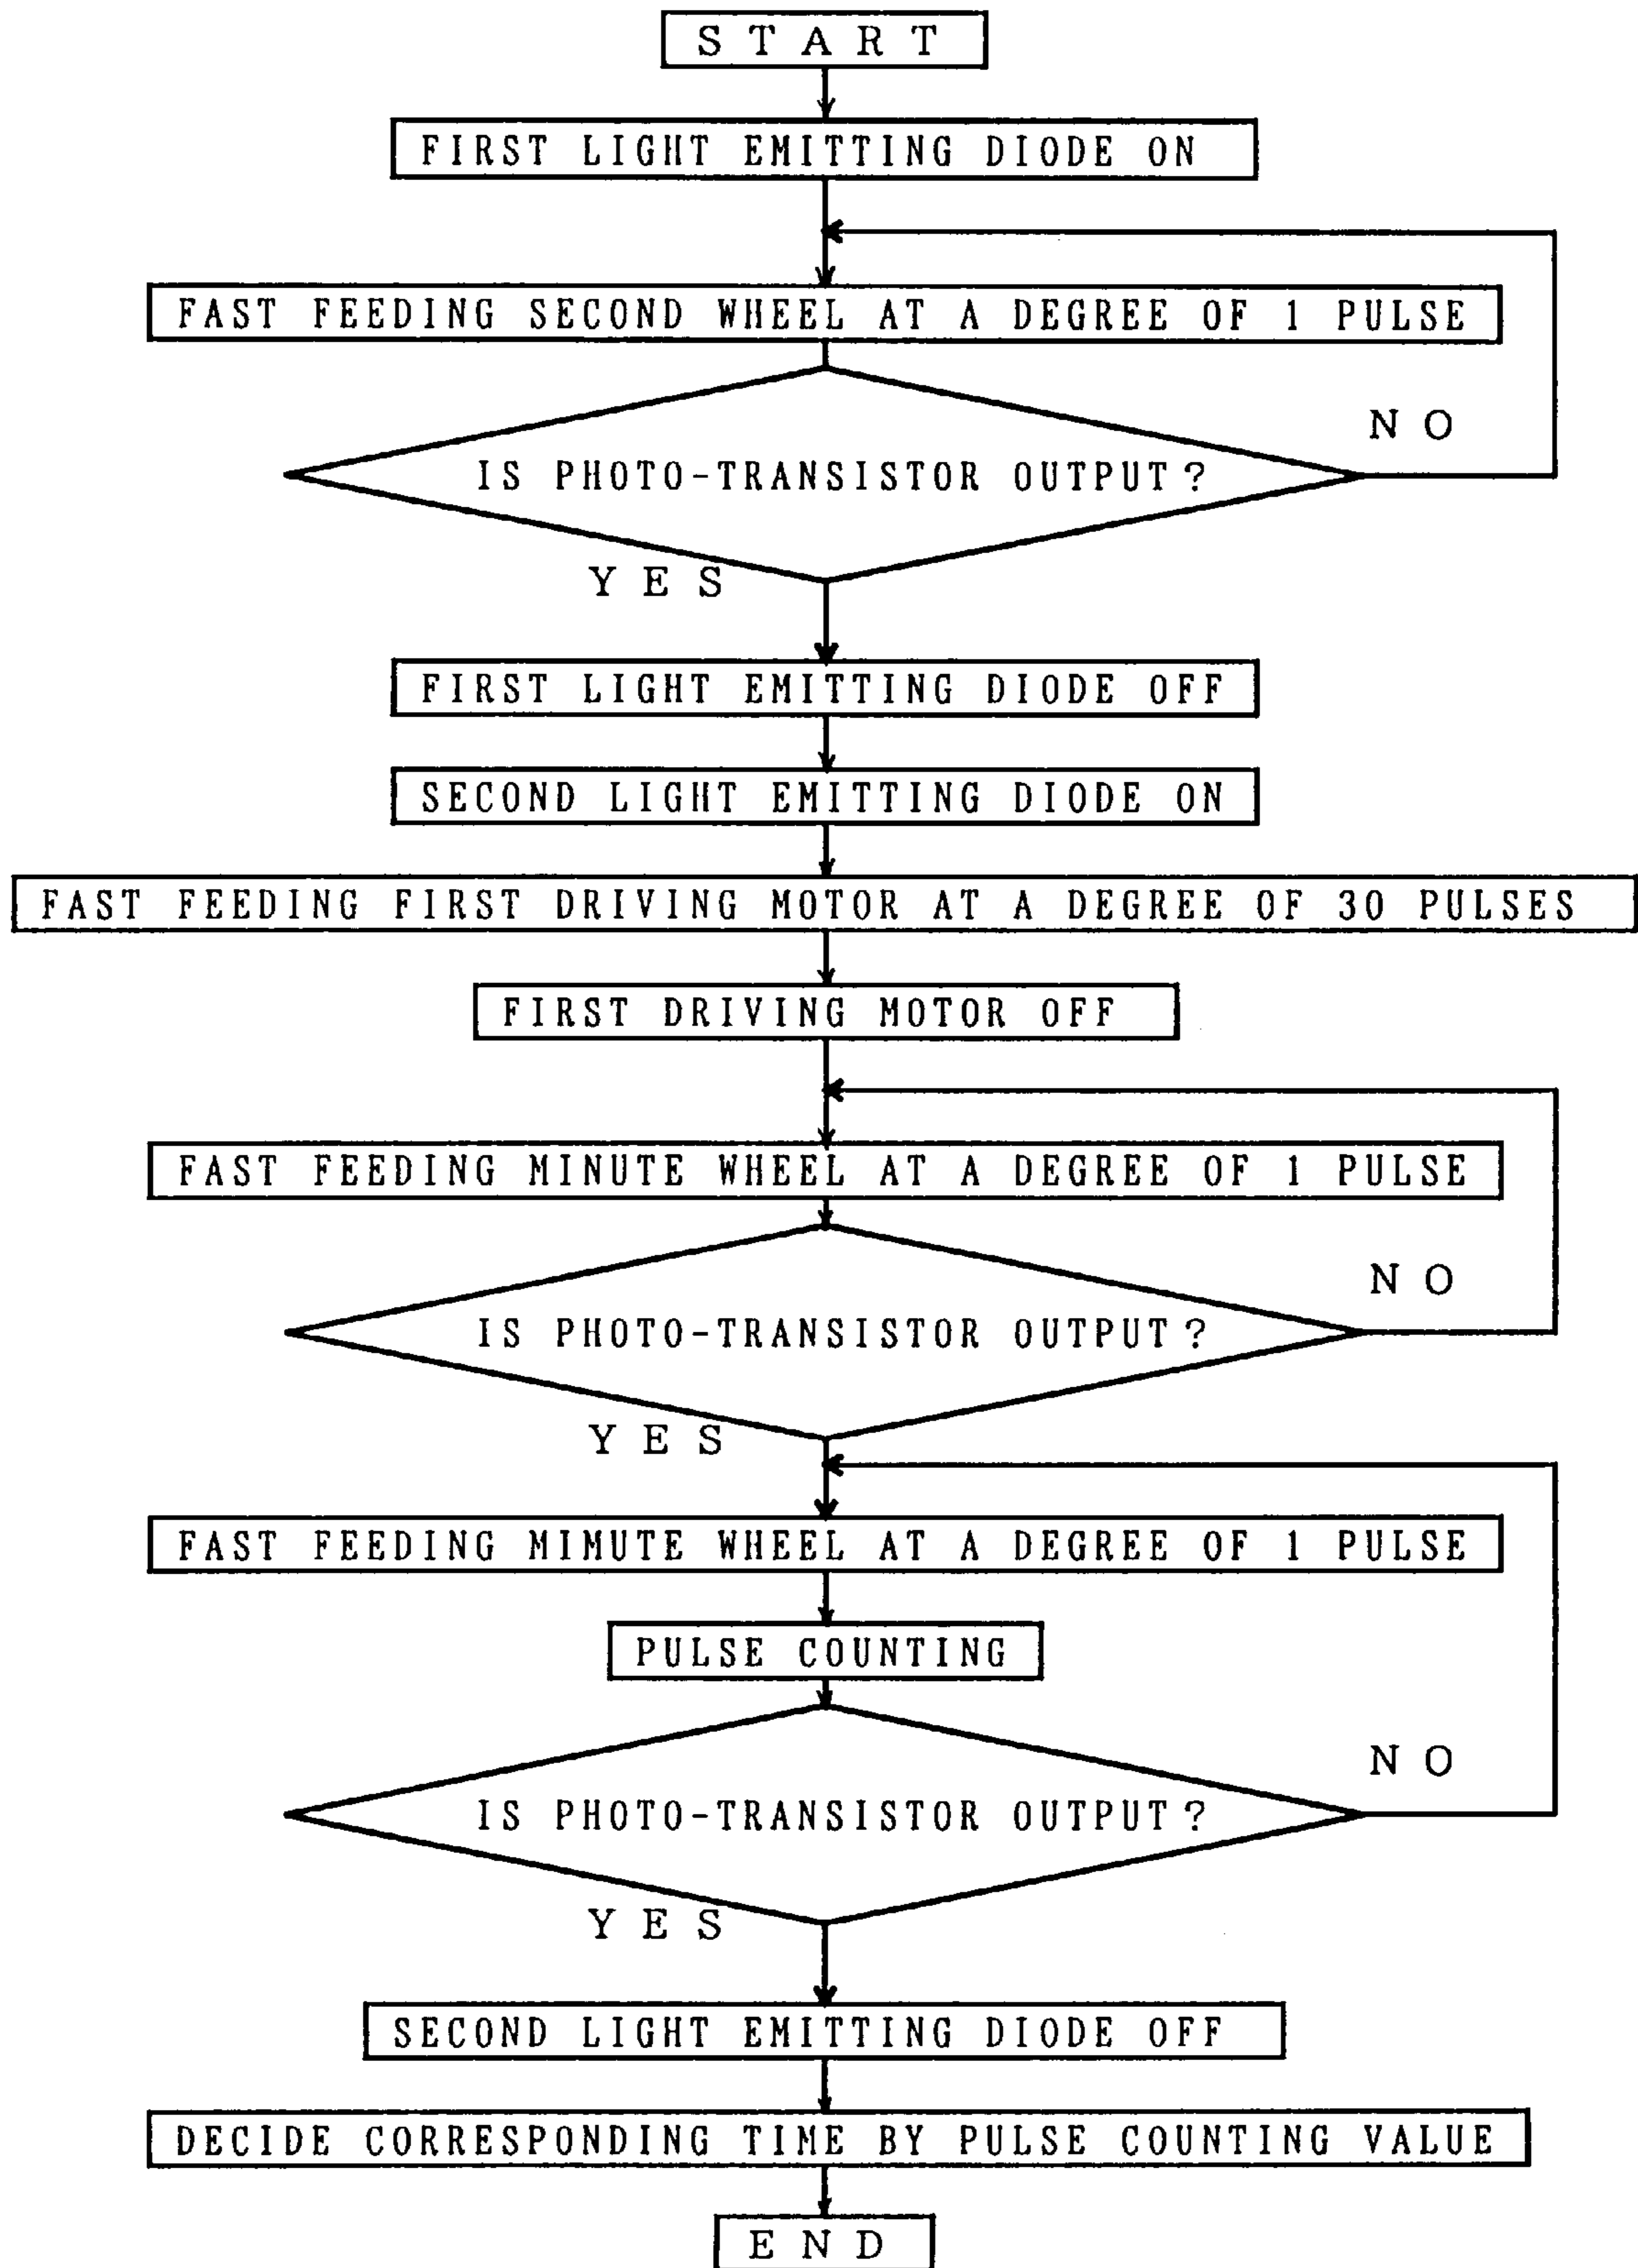 START
FIRST LIGHT EMITTING DIODE ON
FAST FEEDING SECOND WHEEL AT A DEGREE OF 1 PULSE
NO
IS PHOTO-TRANSISTOR OUTPUT?
YES
FIRST LIGHT EMITTING DIODE OFF
SECOND LIGHT EMITTING DIODE ON
FAST FEEDING FIRST DRIVING MOTOR AT A DEGREE OF 30 PULSES
FIRST DRIVING MOTOR OFF
FAST FEEDING MINUTE WHEEL AT A DEGREE OF 1 PULSE
NO
IS PHOTO-TRANSISTOR OUTPUT?
YES
FAST FEEDING MIMUTE WHEEL AT A DEGREE OF 1 PULSE
PULSE COUNTING
NO
IS PHOTO-TRANSISTOR OUTPUT?
YES
SECOND LIGHT EMITTING DIODE OFF
DECIDE CORRESPONDING TIME BY PULSE COUNTING VALUE
END